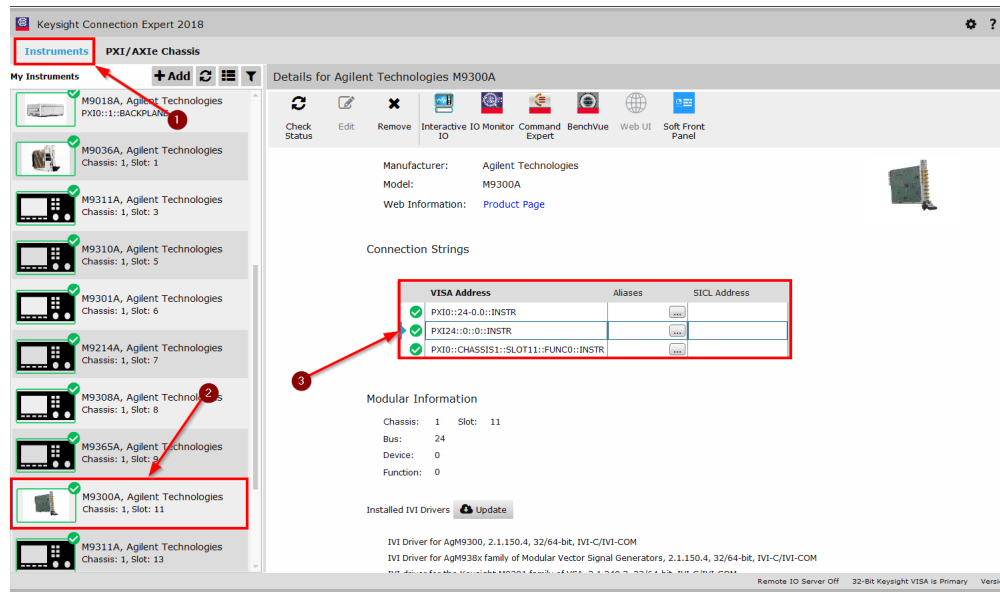 Keysight Connection Expert 2018
?
Instruments PXI/AXIe Chassis
My Instruments
+ Add
M9018A, Agilent Technologies
PXI0::1::BACKPLANE
1
M9036A, Agilent Technologies
Chassis: 1, Slot: 1
M9311A, Agilent Technologies
Chassis: 1, Slot: 3
M9310A, Agilent Technologies
Chassis: 1, Slot: 5
M9301A, Agilent Technologies
Chassis: 1, Slot: 6
M9214A, Agilent Technologies
Chassis: 1, Slot: 7
M9308A, Agilent Technologies
Chassis: 1, Slot: 8
2
M9365A, Agilent Technologies
Chassis: 1, Slot: 9
M9300A, Agilent Technologies
Chassis: 1, Slot: 11
M9311A, Agilent Technologies
Chassis: 1, Slot: 13
Details for Agilent Technologies M9300A
Check Status
Edit
Remove
Interactive IO
IO Monitor
Command Expert
BenchVue
Web UI
Soft Front Panel
Manufacturer: Agilent Technologies
Model: M9300A
Web Information: Product Page
Connection Strings
VISA Address Aliases SICL Address
PXI0::24-0.0::INSTR ...
PXI24::0::0::INSTR ...
PXI0::CHASSIS1::SLOT11::FUNC0::INSTR ...
3
Modular Information
Chassis: 1 Slot: 11
Bus: 24
Device: 0
Function: 0
Installed IVI Drivers Update
IVI Driver for AgM9300, 2.1.150.4, 32/64-bit, IVI-C/IVI-COM
IVI Driver for AgM938x family of Modular Vector Signal Generators, 2.1.150.4, 32/64-bit, IVI-C/IVI-COM
Remote IO Server Off 32-Bit Keysight VISA is Primary Versi